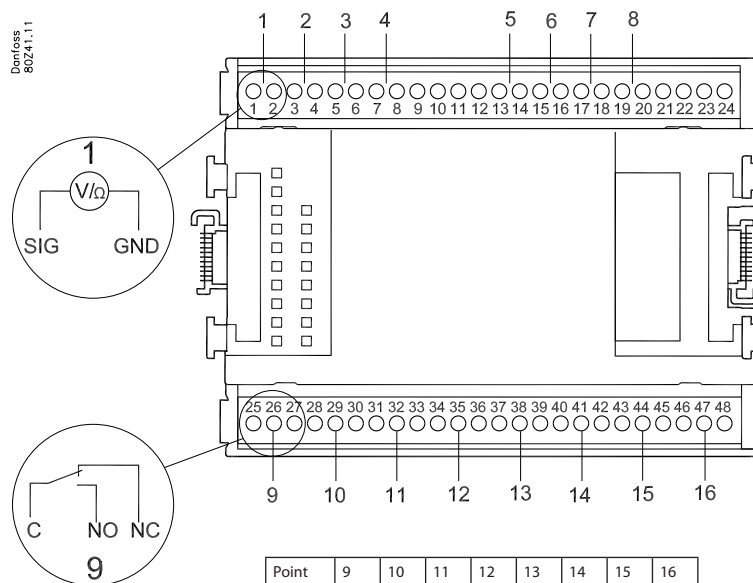 Danfoss
80Z41.11
1 2 3 4 5 6 7 8
1 2 3 4 5 6 7 8 9 10 11 12 13 14 15 16 17 18 19 20 21 22 23 24
1
V/Ω
SIG GND
25 26 27 28 29 30 31 32 33 34 35 36 37 38 39 40 41 42 43 44 45 46 47 48
9 10 11 12 13 14 15 16
C NO NC
9
Point 9 10 11 12 13 14 15 16